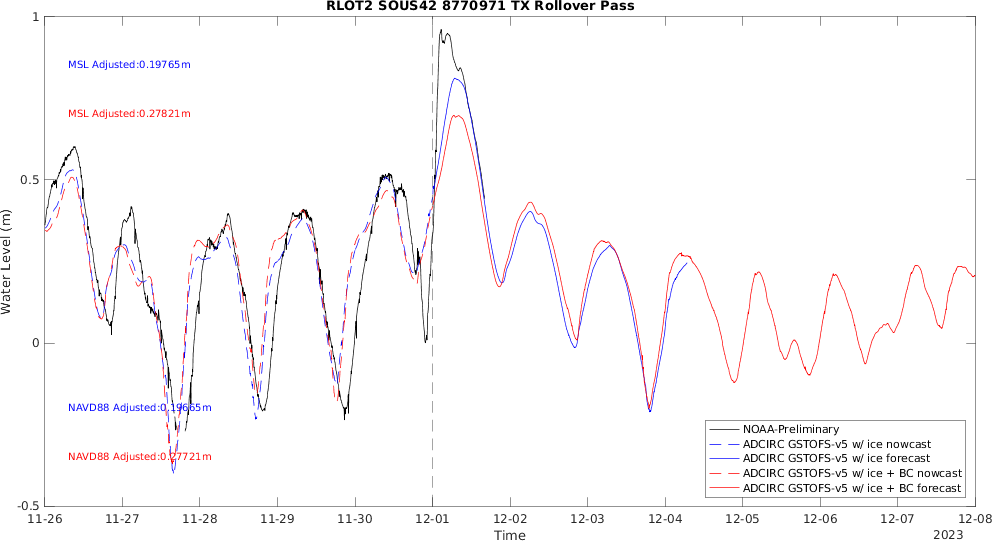 RLOT2 SOUS42 8770971 TX Rollover Pass
1
MSL Adjusted:0.19765m
MSL Adjusted:0.27821m
0.5
Water Level (m)
0
NAVD88 Adjusted:0.19665m
NAVD88 Adjusted:0.27721m
NOAA-Preliminary
ADCIRC GSTOFS-v5 w/ ice nowcast
ADCIRC GSTOFS-v5 w/ ice forecast
ADCIRC GSTOFS-v5 w/ ice + BC nowcast
ADCIRC GSTOFS-v5 w/ ice + BC forecast
-0.5
11-26 11-27 11-28 11-29 11-30 12-01 12-02 12-03 12-04 12-05 12-06 12-07 12-08
Time
2023